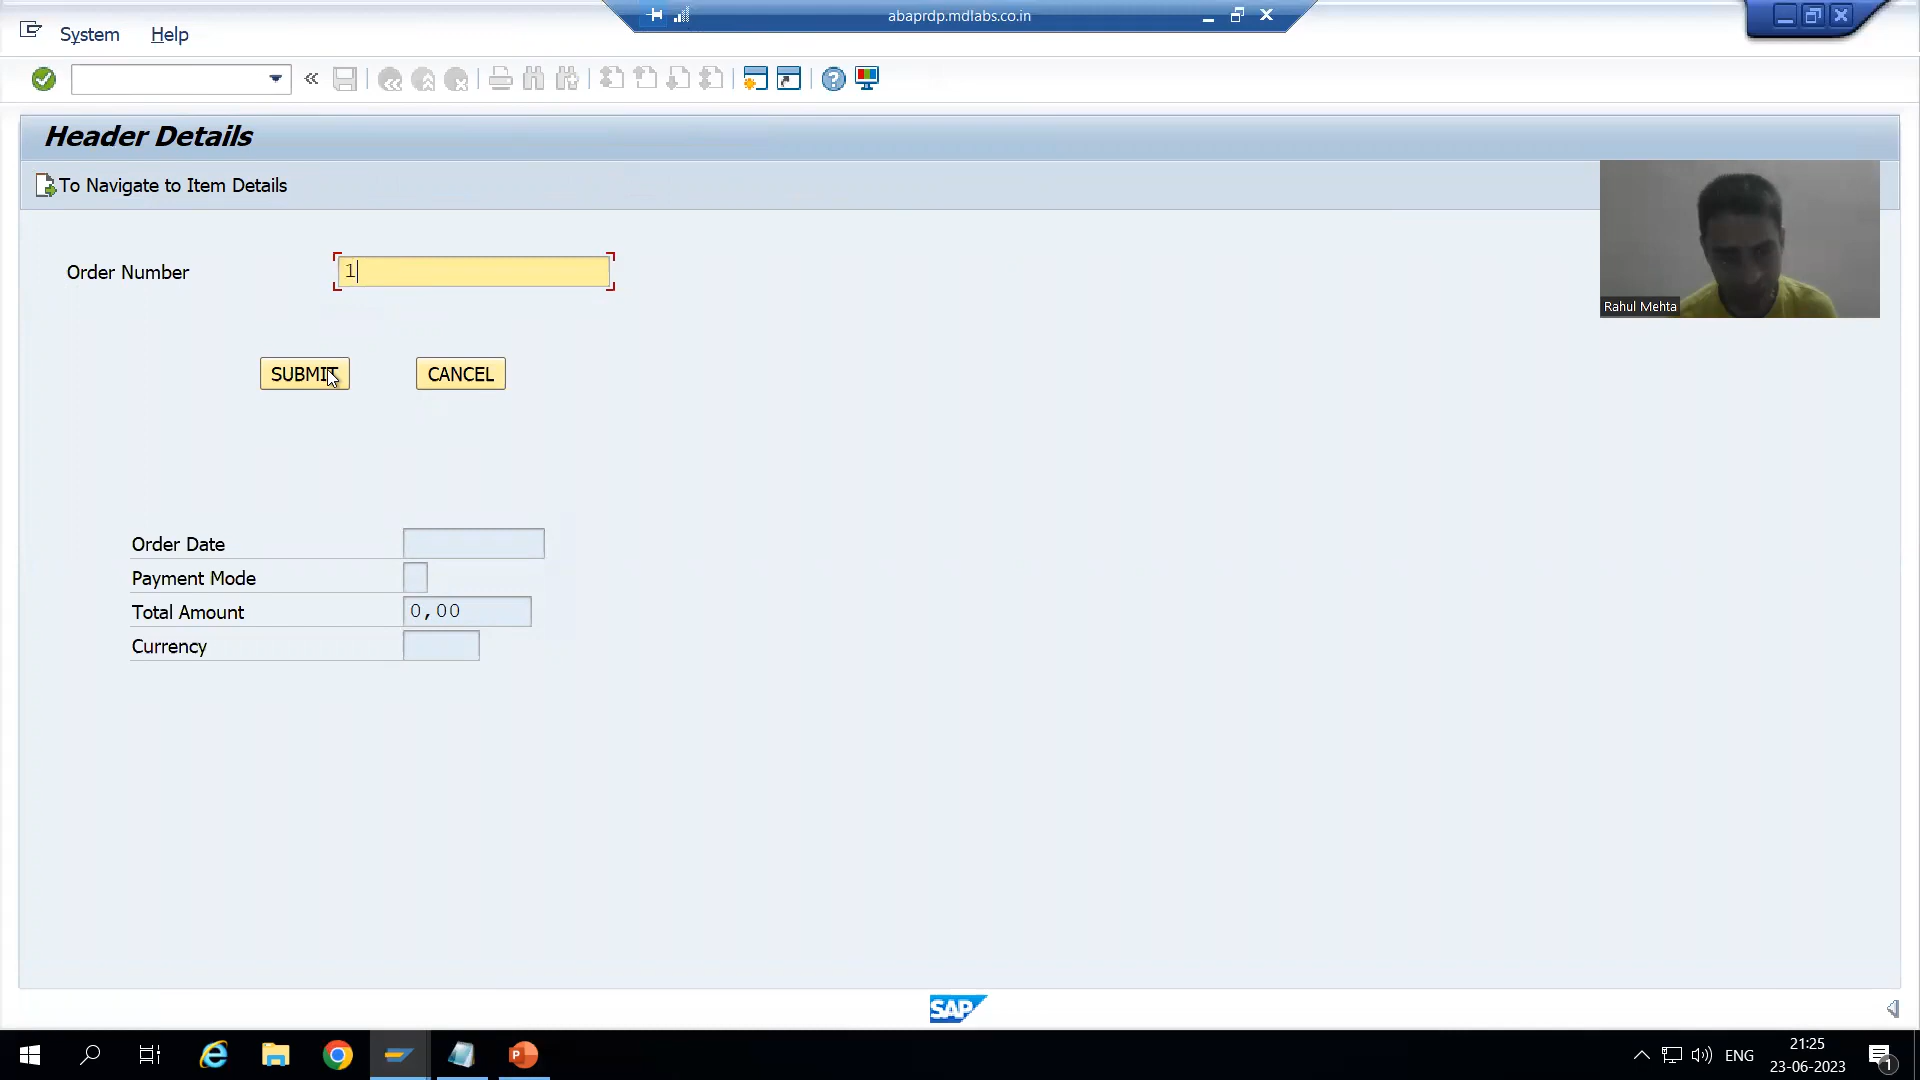 abaprdp.mdlabs.co.in
System Help
Header Details
To Navigate to Item Details
Order Number 1
Rahul Mehta
SUBMIT CANCEL
Order Date
Payment Mode
Total Amount 0,00
Currency
SAP
ENG
21:25
23-06-2023
1